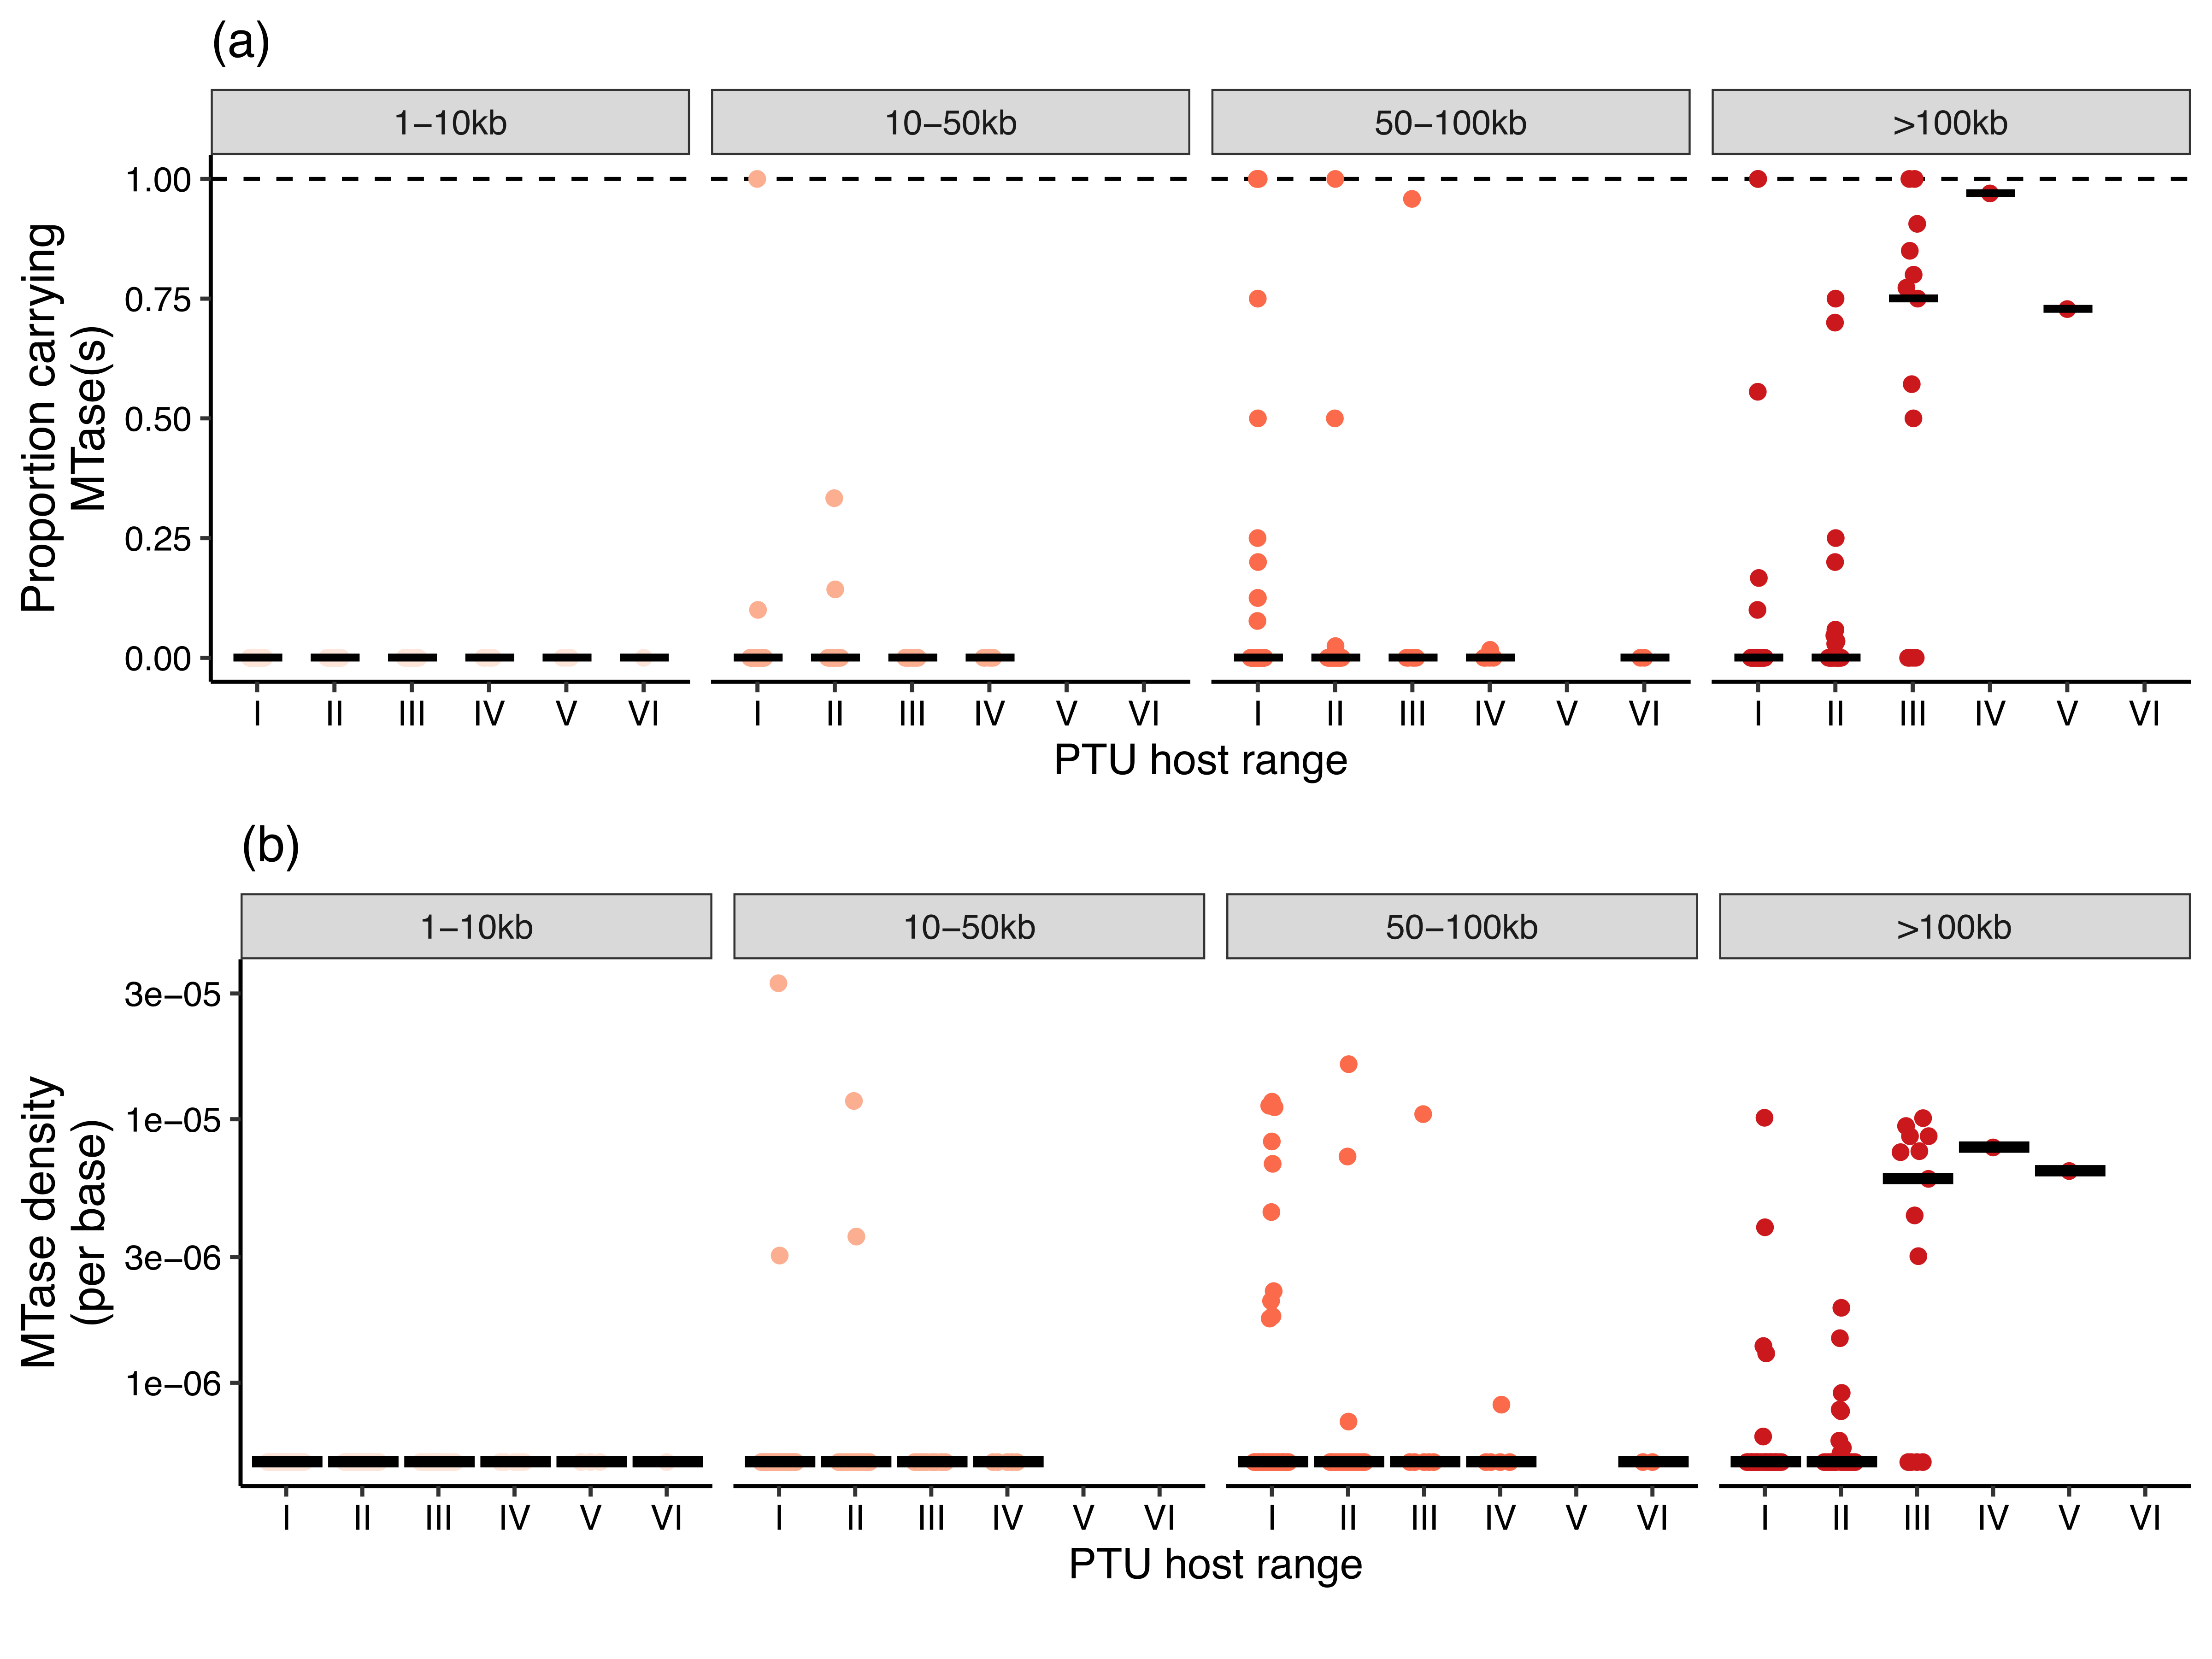 (a)
1–10kb 10–50kb 50–100kb >100kb
Proportion carrying
MTase(s)
1.00
0.75
0.50
0.25
0.00
I II III IV V VI I II III IV V VI I II III IV V VI I II III IV V VI
PTU host range
(b)
1–10kb 10–50kb 50–100kb >100kb
MTase density
(per base)
3e−05
1e−05
3e−06
1e−06
I II III IV V VI I II III IV V VI I II III IV V VI I II III IV V VI
PTU host range